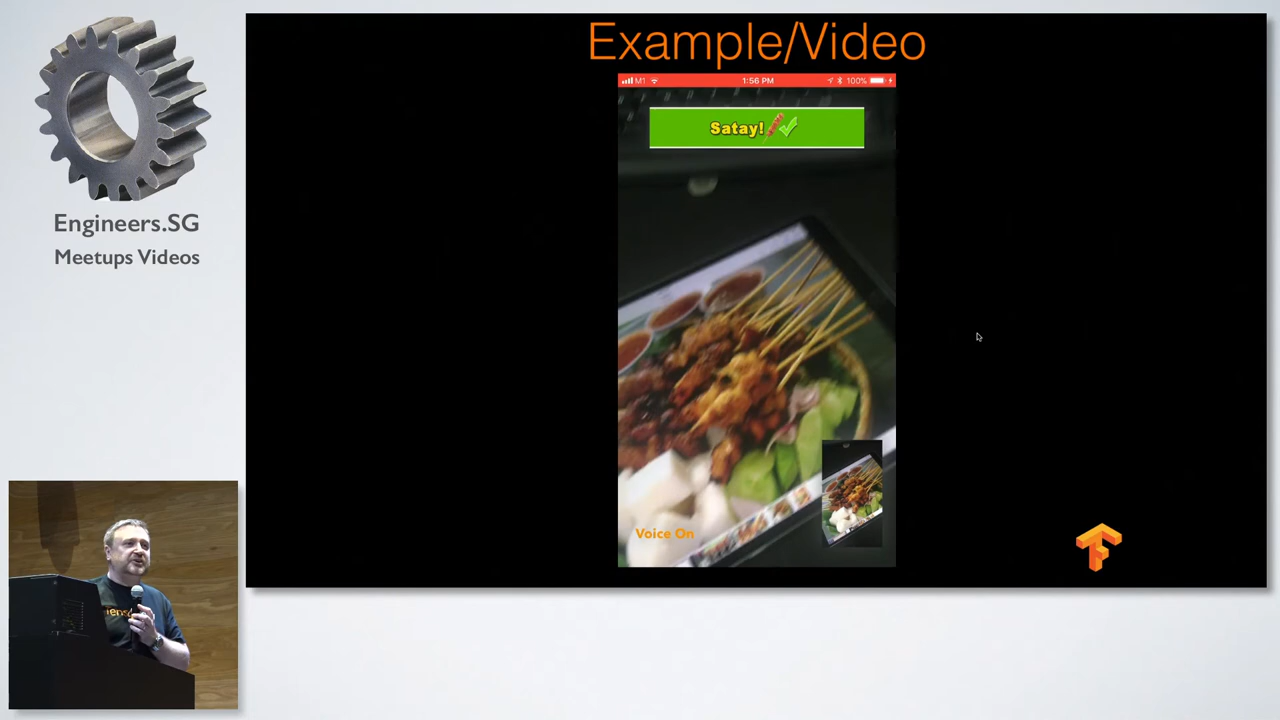 Engineers.SG
Meetups Videos
Example/Video
M1
1:56 PM
100%
Satay!
Voice On